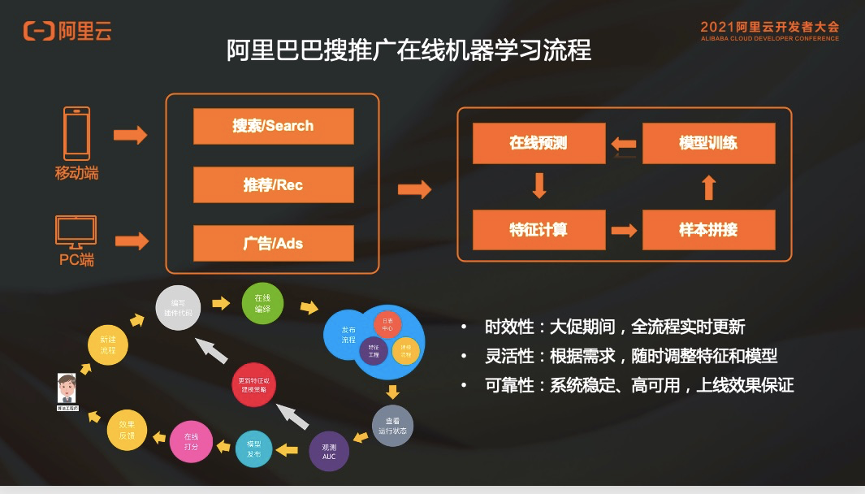 阿里云
2021阿里云开发者大会
ALIBABA CLOUD DEVELOPER CONFERENCE
阿里巴巴搜推广在线机器学习流程
移动端
PC端
搜索/Search
推荐/Rec
广告/Ads
在线预测
模型训练
特征计算
样本拼接
编写
插件代码
在线
编译
新建
流程
发布
流程
日志
中心
特征
工程
更新特征或
建模策略
查看
运行状态
观测
AUC
模型
发布
在线
打分
效果
反馈
• 时效性：大促期间，全流程实时更新
• 灵活性：根据需求，随时调整特征和模型
• 可靠性：系统稳定、高可用，上线效果保证